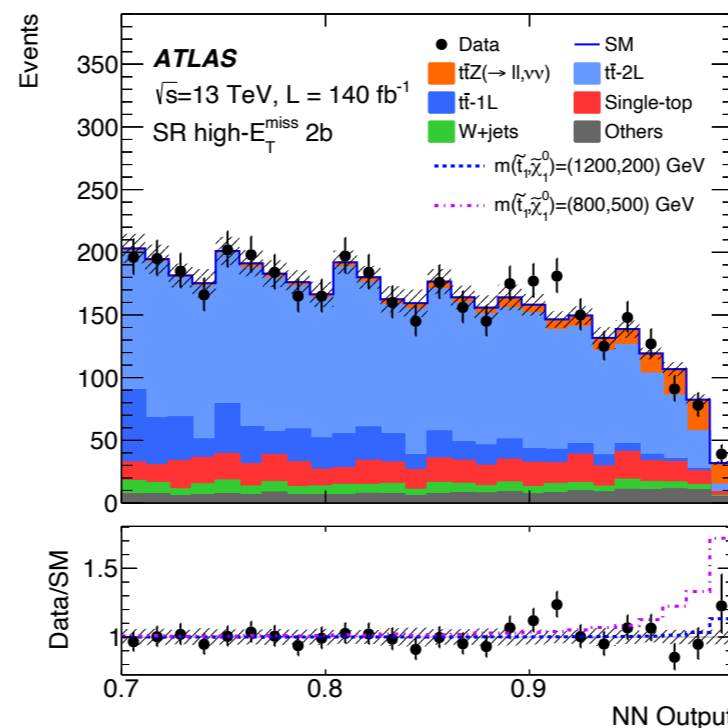 Events
350
300
250
200
150
100
50
0
ATLAS
√s=13 TeV, L = 140 fb⁻¹
SR high-E_T^miss 2b
Data
SM
tt̄Z(→ ll,νν)
tt̄-2L
tt̄-1L
Single-top
W+jets
Others
m(t̃₁,χ̃₁⁰)=(1200,200) GeV
m(t̃₁,χ̃₁⁰)=(800,500) GeV
Data/SM
1.5
1
0.7
0.8
0.9
NN Output